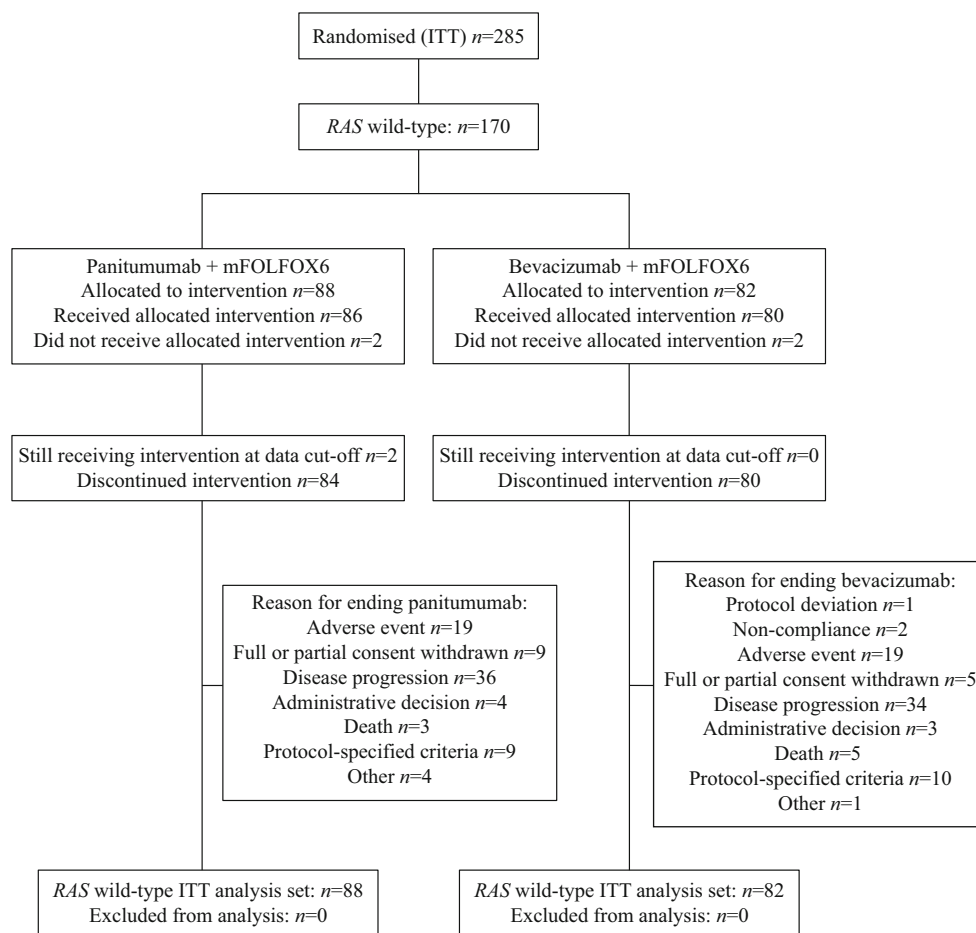 Randomised (ITT) n=285
RAS wild-type: n=170
Panitumumab + mFOLFOX6
Allocated to intervention n=88
Received allocated intervention n=86
Did not receive allocated intervention n=2
Bevacizumab + mFOLFOX6
Allocated to intervention n=82
Received allocated intervention n=80
Did not receive allocated intervention n=2
Still receiving intervention at data cut-off n=2
Discontinued intervention n=84
Still receiving intervention at data cut-off n=0
Discontinued intervention n=80
Reason for ending panitumumab:
Adverse event n=19
Full or partial consent withdrawn n=9
Disease progression n=36
Administrative decision n=4
Death n=3
Protocol-specified criteria n=9
Other n=4
Reason for ending bevacizumab:
Protocol deviation n=1
Non-compliance n=2
Adverse event n=19
Full or partial consent withdrawn n=5
Disease progression n=34
Administrative decision n=3
Death n=5
Protocol-specified criteria n=10
Other n=1
RAS wild-type ITT analysis set: n=88
Excluded from analysis: n=0
RAS wild-type ITT analysis set: n=82
Excluded from analysis: n=0